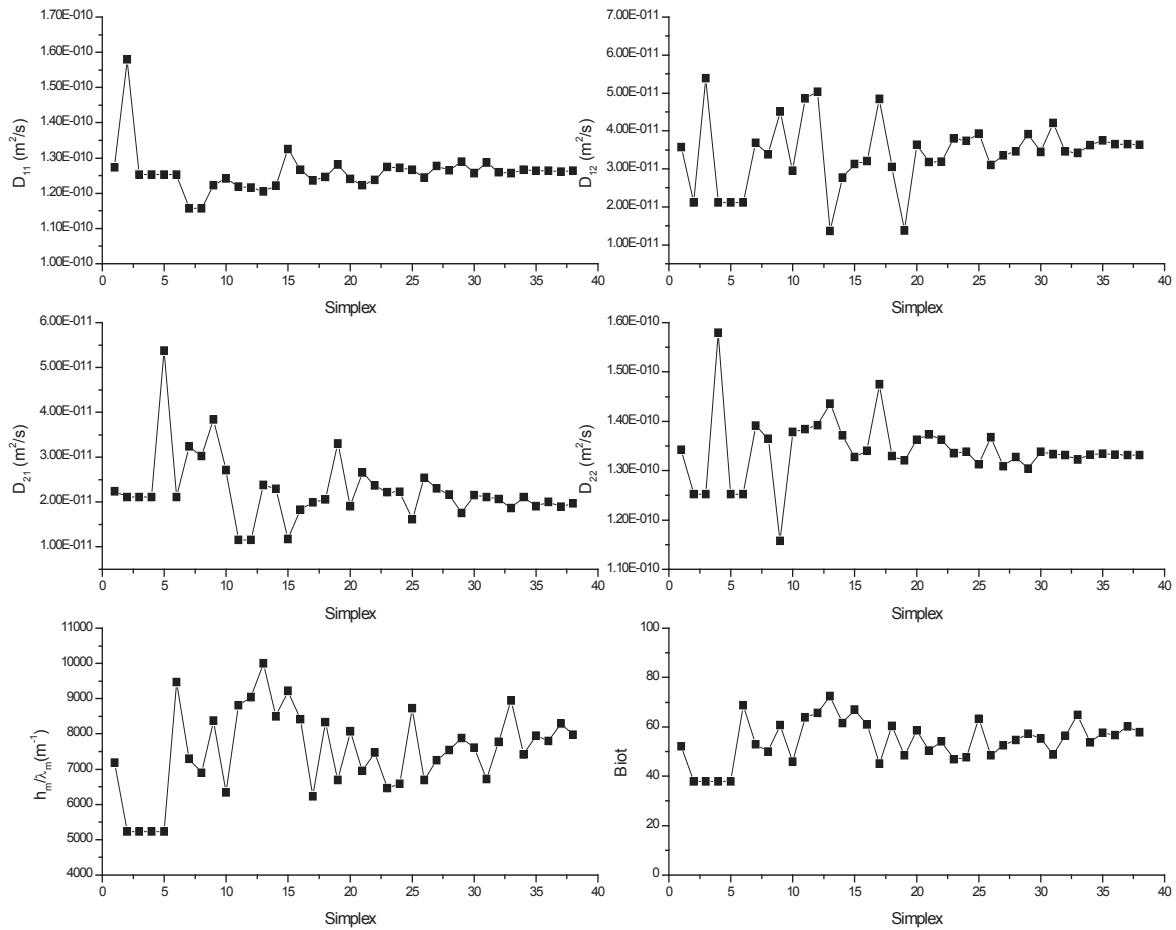 1.70E-010
1.60E-010
1.50E-010
1.40E-010
1.30E-010
1.20E-010
1.10E-010
1.00E-010
D11 (m2/s)
0 5 10 15 20 25 30 35 40
Simplex
7.00E-011
6.00E-011
5.00E-011
4.00E-011
3.00E-011
2.00E-011
1.00E-011
D12 (m2/s)
0 5 10 15 20 25 30 35 40
Simplex
6.00E-011
5.00E-011
4.00E-011
3.00E-011
2.00E-011
1.00E-011
D21 (m2/s)
0 5 10 15 20 25 30 35 40
Simplex
1.60E-010
1.50E-010
1.40E-010
1.30E-010
1.20E-010
1.10E-010
D22 (m2/s)
0 5 10 15 20 25 30 35 40
Simplex
11000
10000
9000
8000
7000
6000
5000
4000
hm/λm(m-1)
0 5 10 15 20 25 30 35 40
Simplex
100
80
60
40
20
0
Biot
0 5 10 15 20 25 30 35 40
Simplex